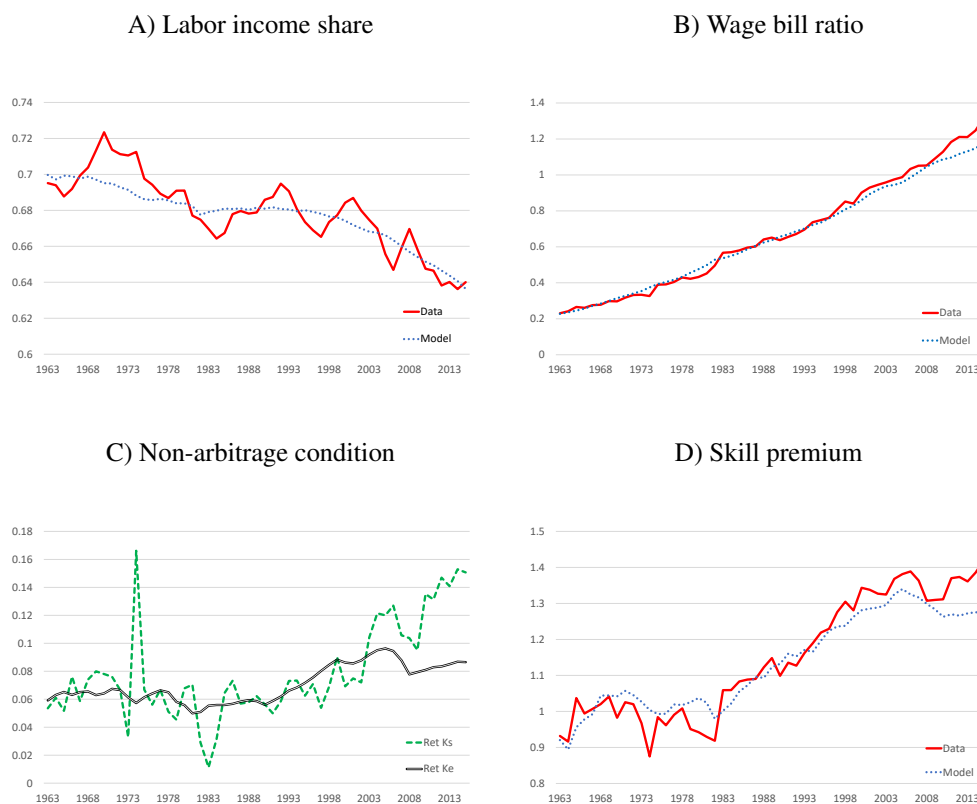 A) Labor income share
B) Wage bill ratio
0.74
0.72
0.7
0.68
0.66
0.64
0.62
0.6
Data
Model
1963 1968 1973 1978 1983 1988 1993 1998 2003 2008 2013
1.4
1.2
1
0.8
0.6
0.4
0.2
0
Data
Model
1963 1968 1973 1978 1983 1988 1993 1998 2003 2008 2013
C) Non-arbitrage condition
D) Skill premium
0.18
0.16
0.14
0.12
0.1
0.08
0.06
0.04
0.02
0
Ret Ks
Ret Ke
1963 1968 1973 1978 1983 1988 1993 1998 2003 2008 2013
1.5
1.4
1.3
1.2
1.1
1
0.9
0.8
Data
Model
1963 1968 1973 1978 1983 1988 1993 1998 2003 2008 2013